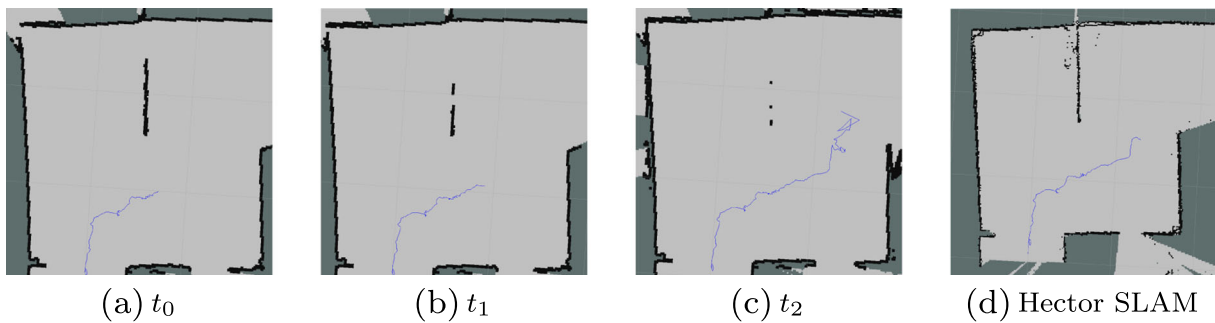 (a) t₀ (b) t₁ (c) t₂ (d) Hector SLAM